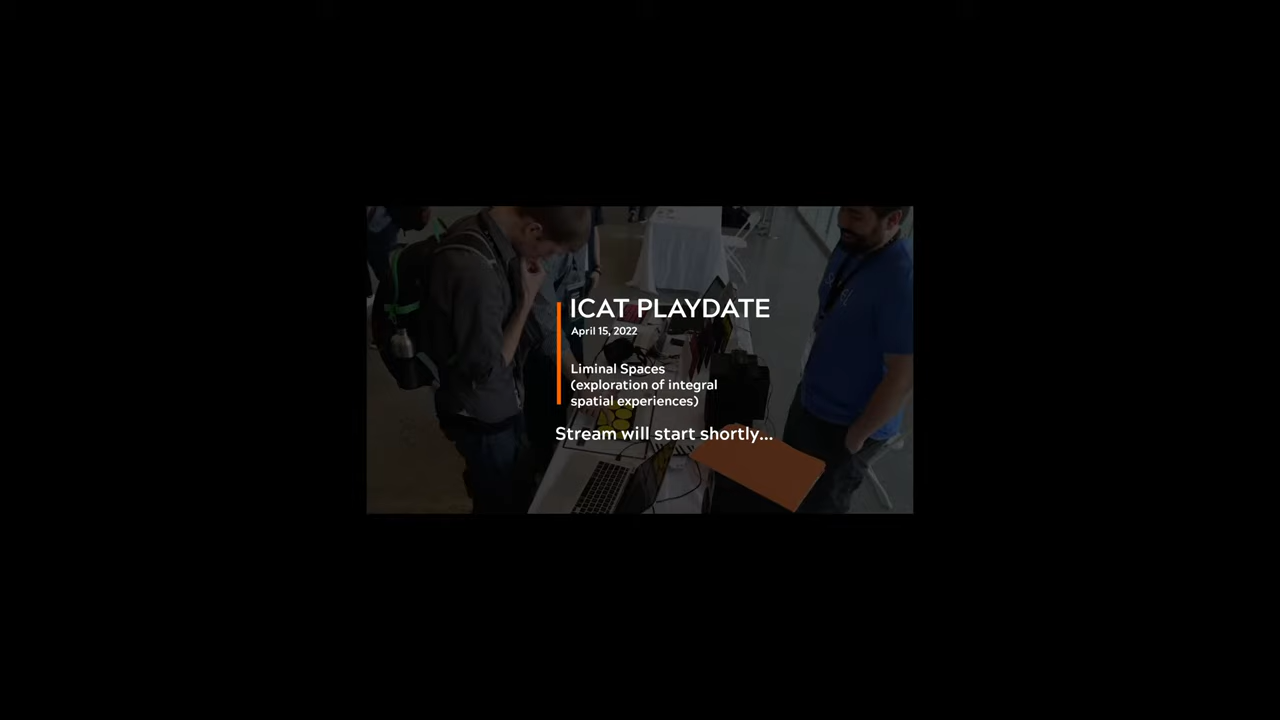 ICAT PLAYDATE
April 15, 2022
Liminal Spaces
(exploration of integral
spatial experiences)
Stream will start shortly...